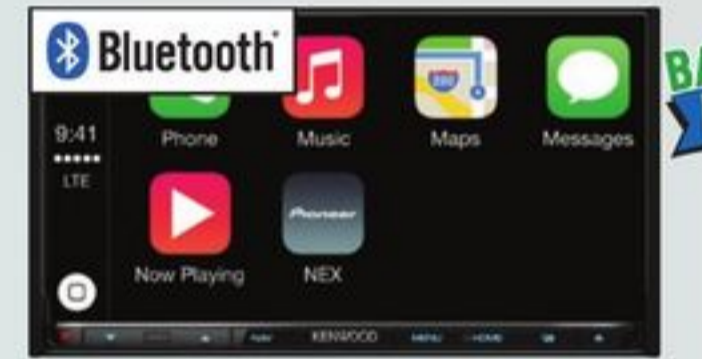 Bluetooth
9:41
Phone
Music
Maps
Messages
LTE
Pioneer
Now Playing
NEX
KENWOOD
MENU
HOME